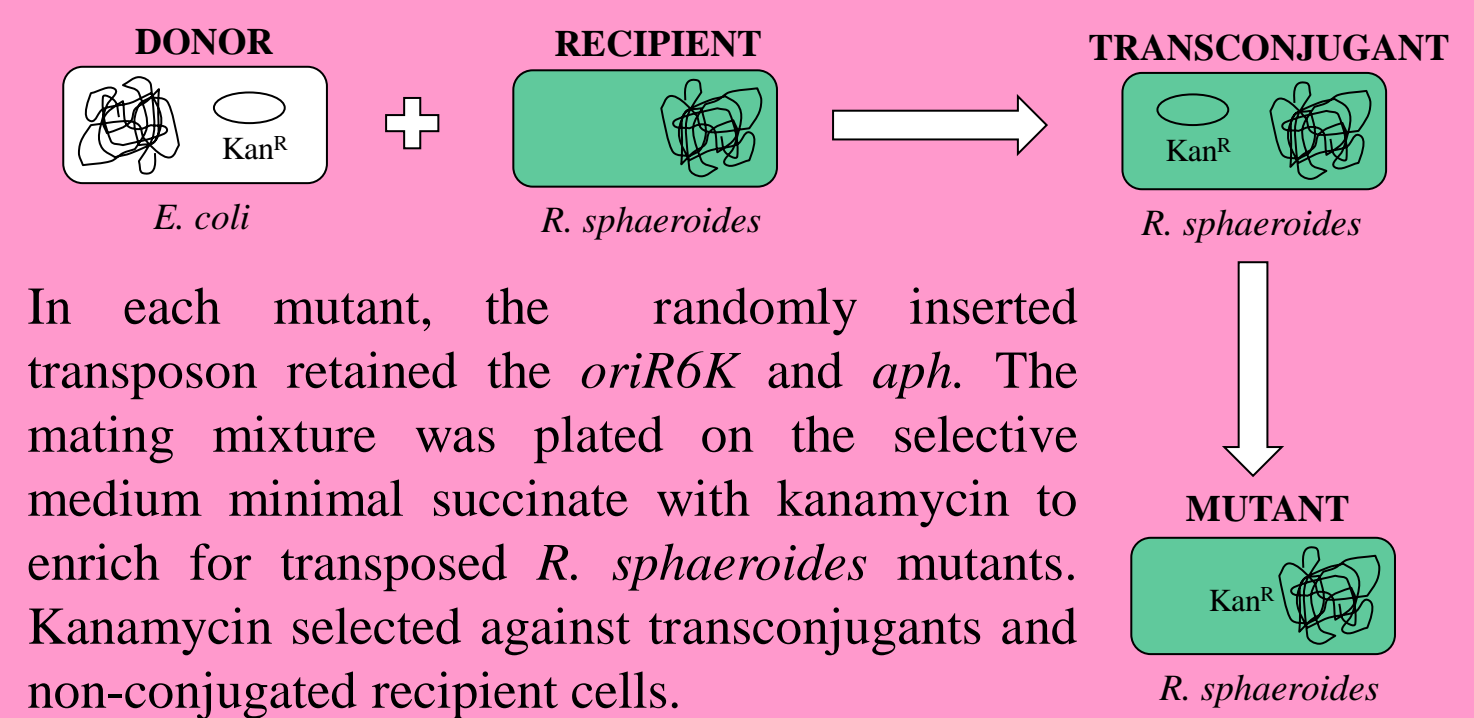 DONOR
RECIPIENT
TRANSCONJUGANT
Kan^R
Kan^R
E. coli
R. sphaeroides
R. sphaeroides
In each mutant, the randomly inserted
transposon retained the oriR6K and aph. The
mating mixture was plated on the selective
medium minimal succinate with kanamycin to
enrich for transposed R. sphaeroides mutants.
Kanamycin selected against transconjugants and
non-conjugated recipient cells.
MUTANT
Kan^R
R. sphaeroides